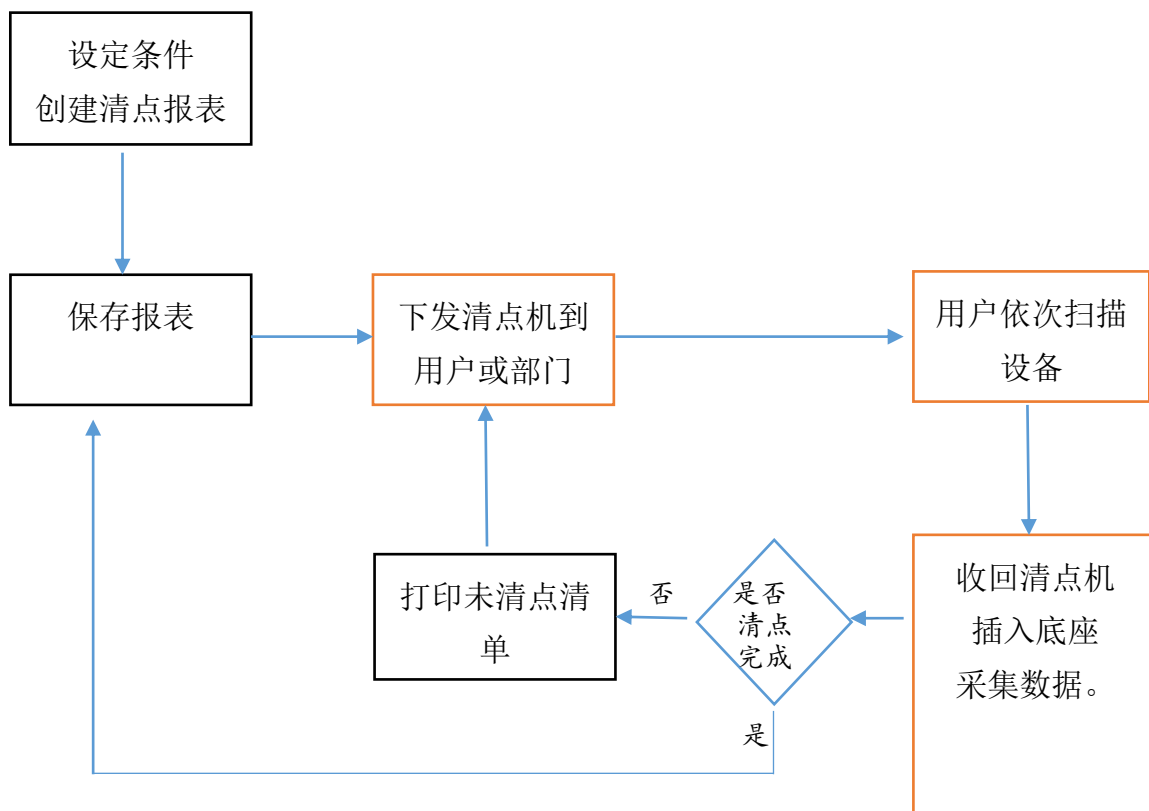 设定条件
创建清点报表
保存报表
下发清点机到
用户或部门
用户依次扫描
设备
打印未清点清
单
否
是否
清点
完成
收回清点机
插入底座
采集数据。
是